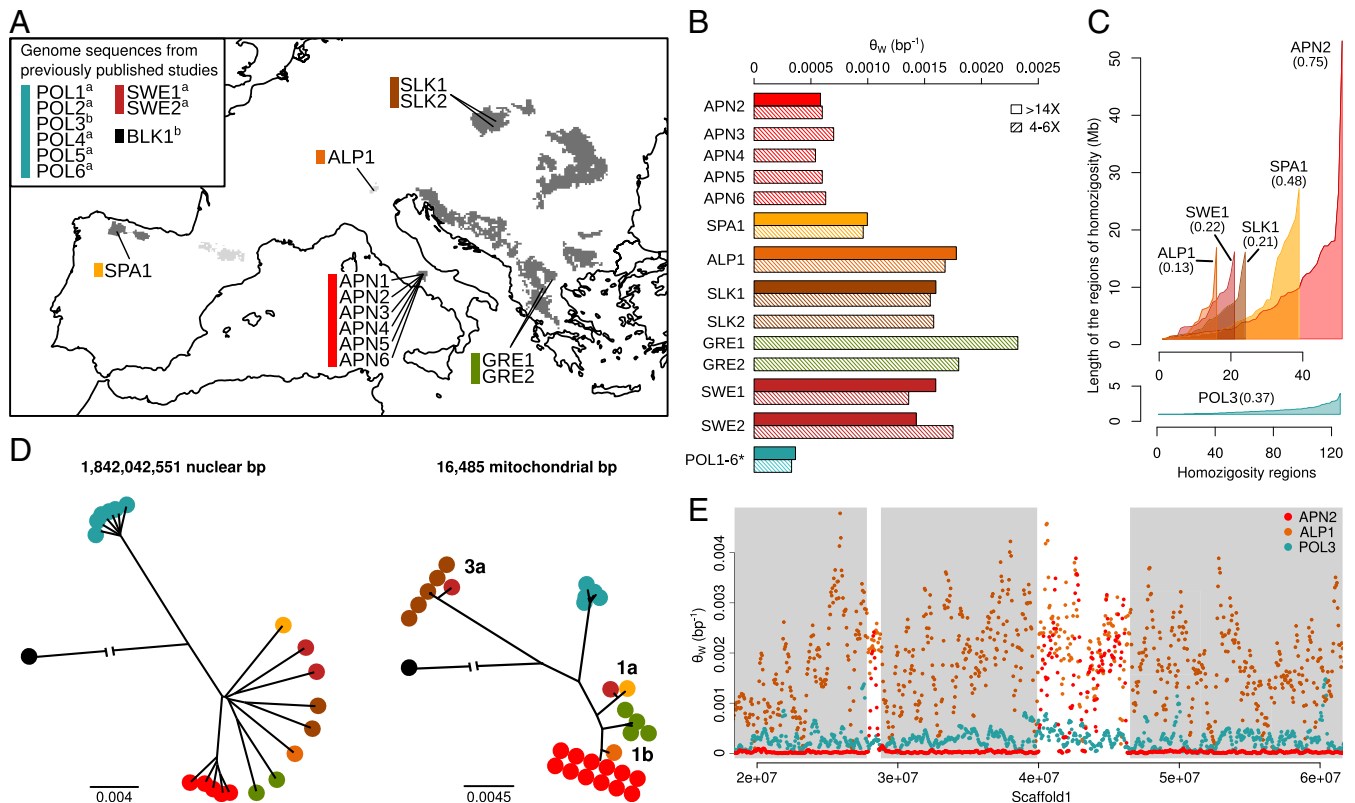 A
Genome sequences from
previously published studies
POL1a
POL2a
POL3b
POL4a
POL5a
POL6a
SWE1a
SWE2a
BLK1b
SLK1
SLK2
ALP1
SPA1
APN1
APN2
APN3
APN4
APN5
APN6
GRE1
GRE2
B
θW (bp-1)
0 0.0005 0.0010 0.0015 0.0020 0.0025
>14X
4-6X
APN2
APN3
APN4
APN5
APN6
SPA1
ALP1
SLK1
SLK2
GRE1
GRE2
SWE1
SWE2
POL1-6*
C
Length of the regions of homozigosity (Mb)
50
40
30
20
10
0
APN2
(0.75)
SPA1
(0.48)
SWE1
(0.22)
SLK1
(0.21)
ALP1
(0.13)
0 20 40
5
0
POL3(0.37)
0 40 80 120
Homozigosity regions
D
1,842,042,551 nuclear bp
16,485 mitochondrial bp
3a
1a
1b
0.004
0.0045
E
θW (bp-1)
0.004
0.003
0.002
0.001
0
APN2
ALP1
POL3
2e+07 3e+07 4e+07 5e+07 6e+07
Scaffold1